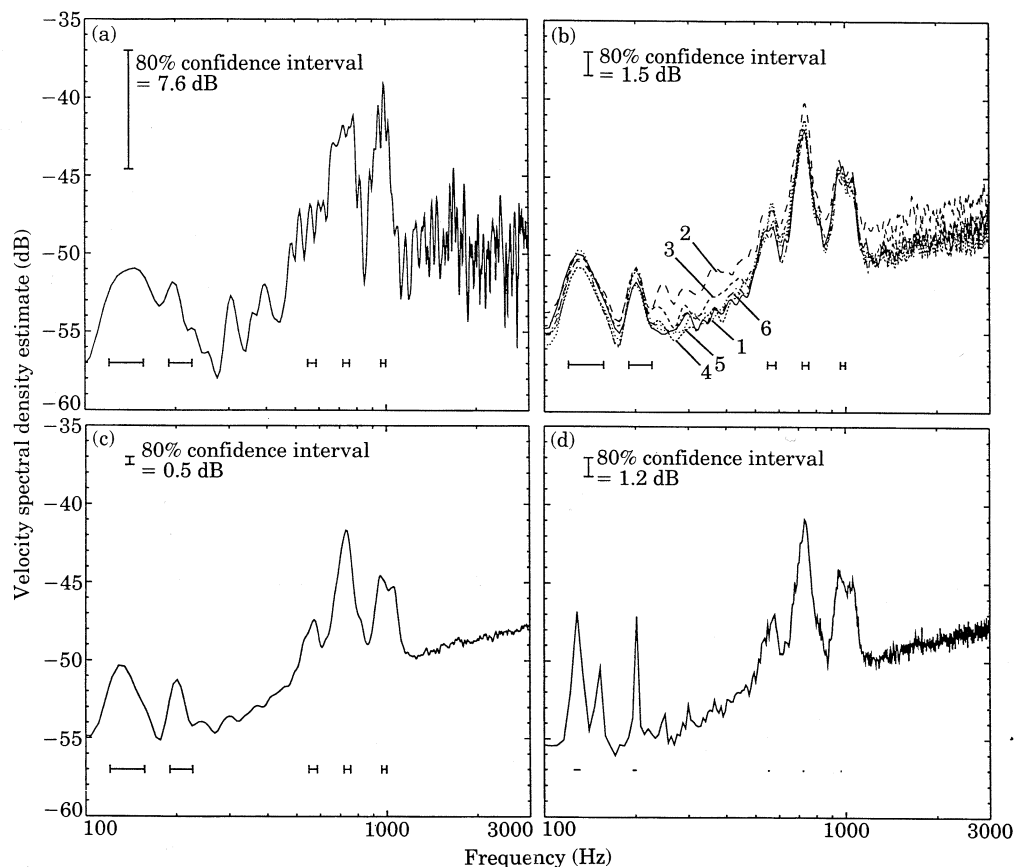 (a)
80% confidence interval
= 7.6 dB
(b)
80% confidence interval
= 1.5 dB
2
3
6
1
5
4
(c)
80% confidence interval
= 0.5 dB
(d)
80% confidence interval
= 1.2 dB
−35
−40
−45
−50
−55
−60
−35
−40
−45
−50
−55
−60
100
1000
3000
100
1000
3000
Velocity spectral density estimate (dB)
Frequency (Hz)